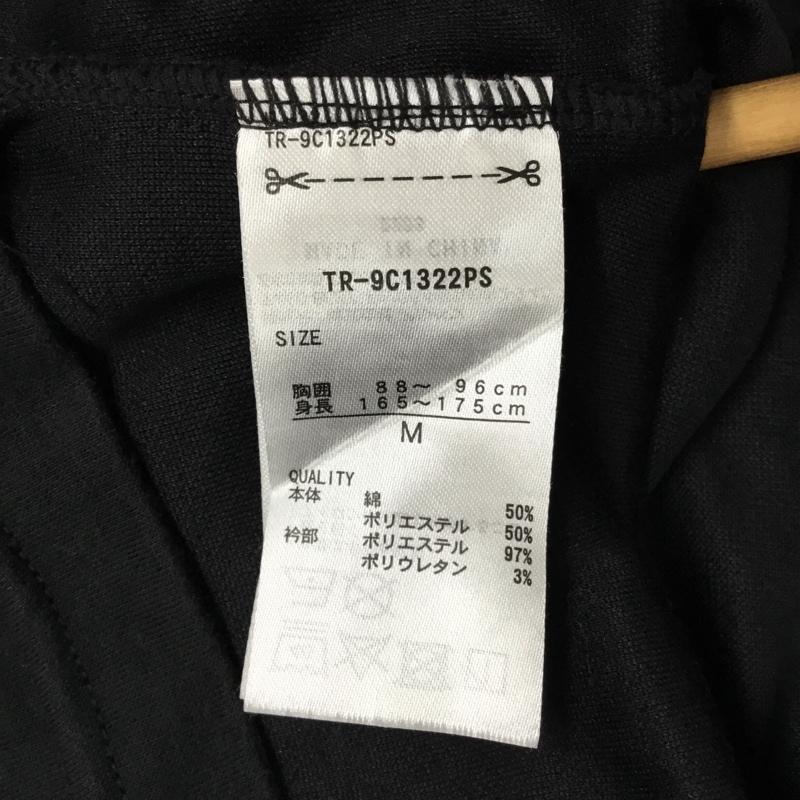 TR-9C1322PS
TR-9C1322PS
SIZE
胸囲 88〜 96cm
身長 165〜175cm
M
QUALITY
本体 綿 50%
ポリエステル 50%
衿部 ポリエステル 97%
ポリウレタン 3%
MADE IN CHINA